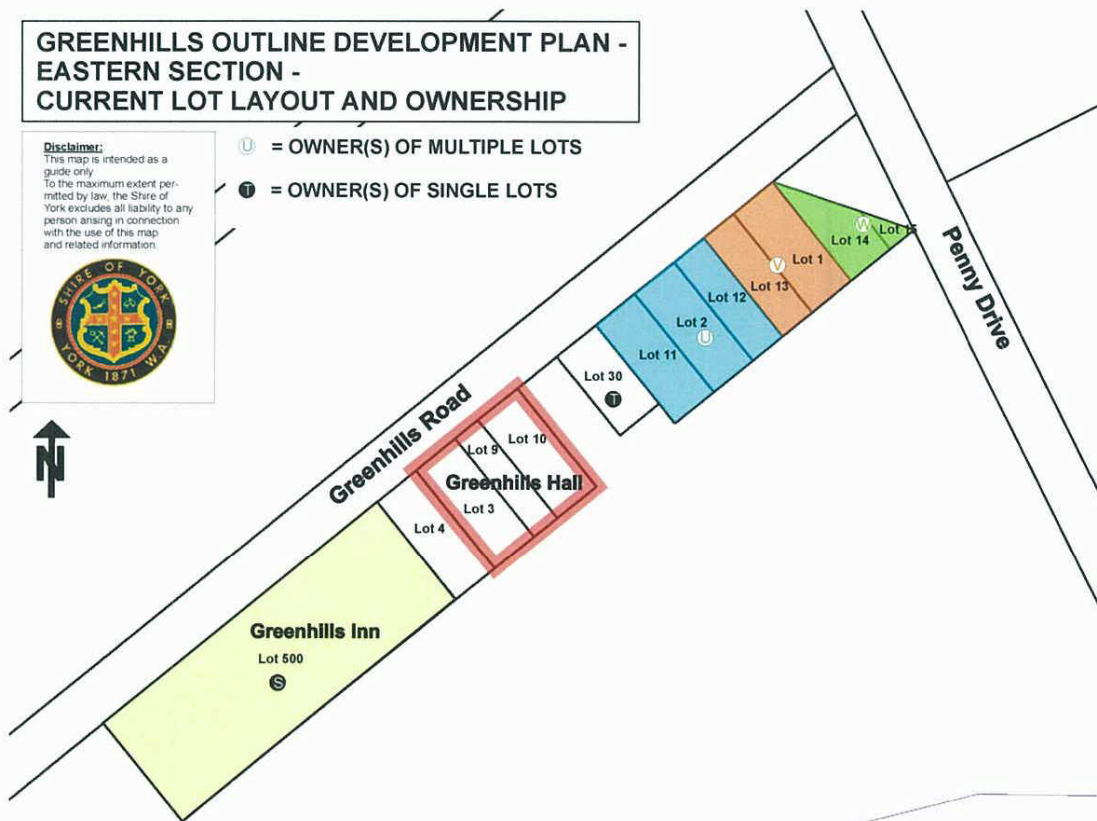 GREENHILLS OUTLINE DEVELOPMENT PLAN -
EASTERN SECTION -
CURRENT LOT LAYOUT AND OWNERSHIP
Disclaimer:
This map is intended as a
guide only
To the maximum extent per-
mitted by law, the Shire of
York excludes all liability to any
person arising in connection
with the use of this map
and related information
SHIRE OF YORK
YORK 1871 W.A.
U = OWNER(S) OF MULTIPLE LOTS
T = OWNER(S) OF SINGLE LOTS
N
Penny Drive
Greenhills Road
W
Lot 14
Lot 15
V
Lot 1
Lot 13
Lot 12
Lot 2
U
Lot 11
Lot 30
T
Lot 10
Lot 9
Greenhills Hall
Lot 3
Lot 4
Greenhills Inn
Lot 500
S